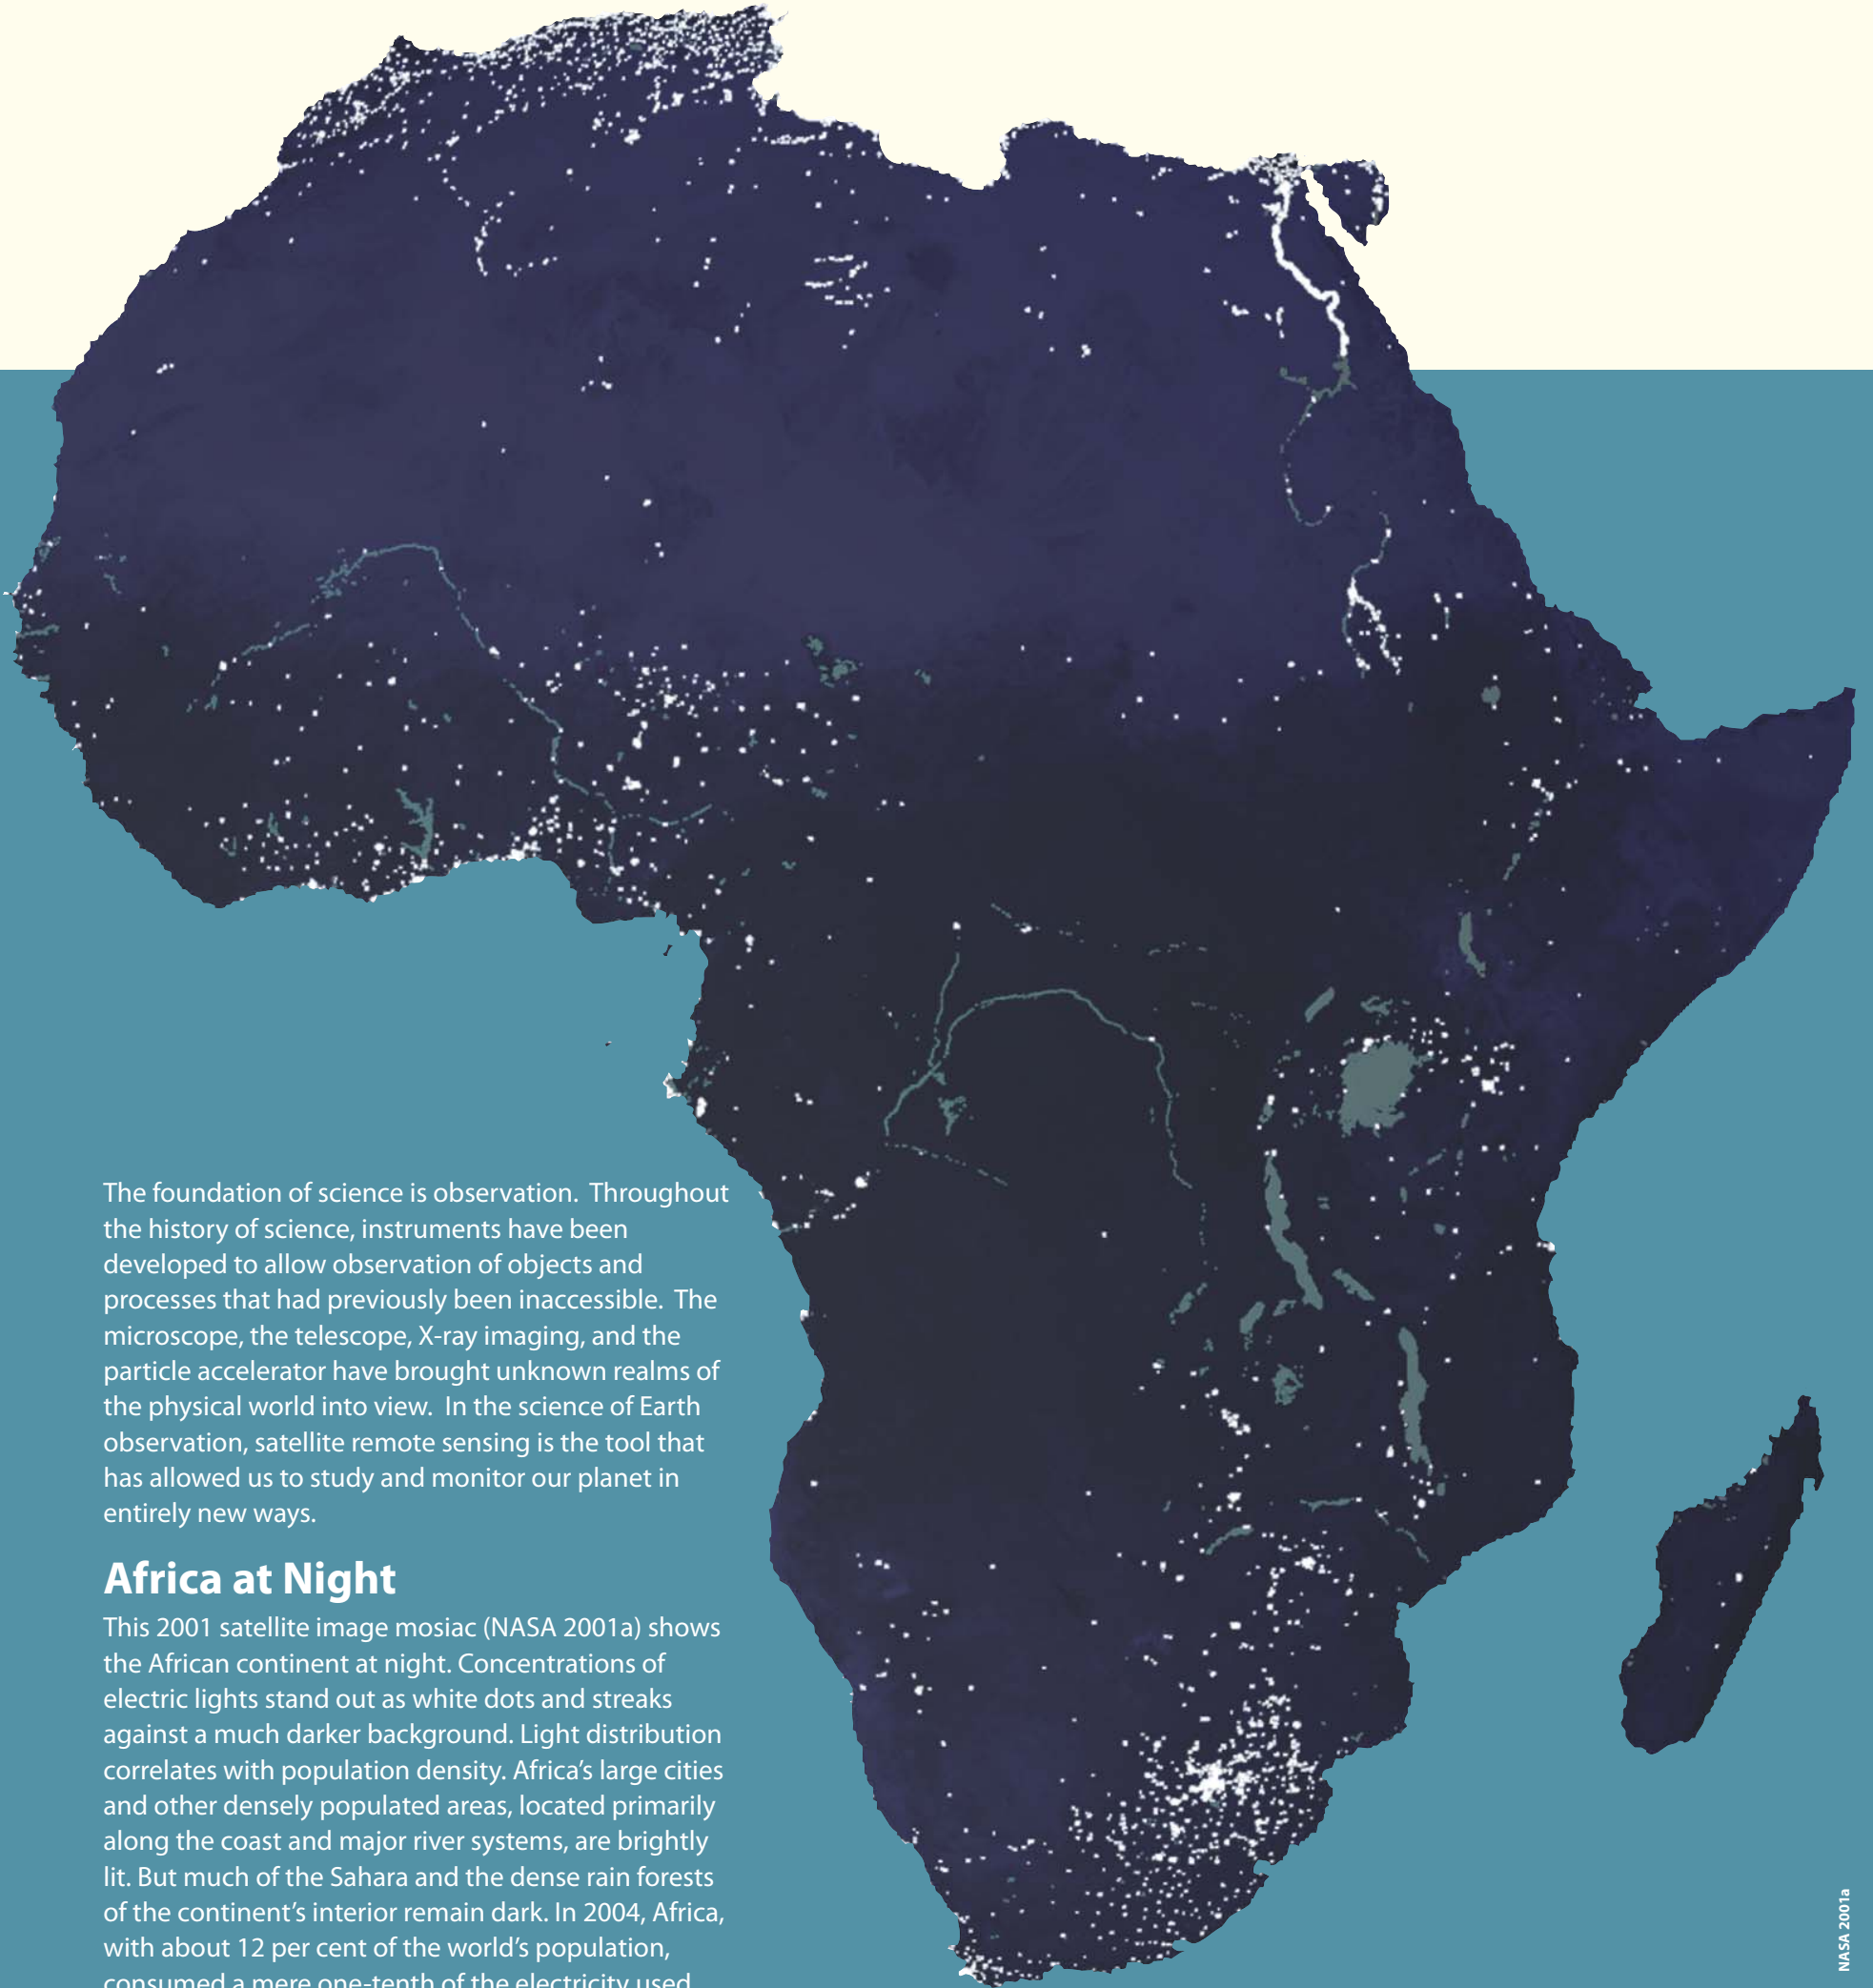 The foundation of science is observation.  Throughout
the history of science, instruments have been
developed to allow observation of objects and
processes that had previously been inaccessible.  The
microscope, the telescope, X-ray imaging, and the
particle accelerator have brought unknown realms of
the physical world into view.  In the science of Earth
observation, satellite remote sensing is the tool that
has allowed us to study and monitor our planet in
entirely new ways.
Africa at Night
This 2001 satellite image mosiac (NASA 2001a) shows
the African continent at night. Concentrations of
electric lights stand out as white dots and streaks
against a much darker background. Light distribution
correlates with population density. Africa’s large cities
and other densely populated areas, located primarily
along the coast and major river systems, are brightly
lit. But much of the Sahara and the dense rain forests
of the continent’s interior remain dark. In 2004, Africa,
with about 12 per cent of the world’s population,
consumed a mere one-tenth of the electricity used
NASA 2001a